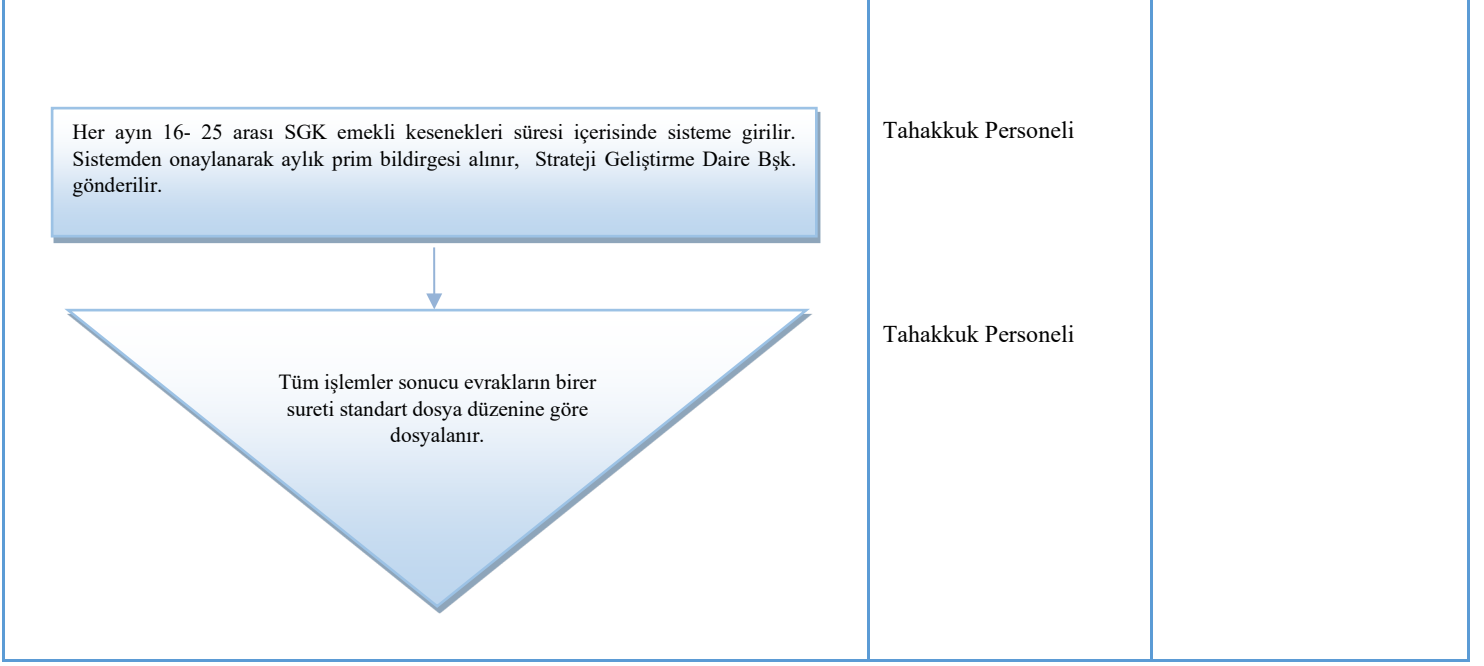 Her ayın 16- 25 arası SGK emekli kesenekleri süresi içerisinde sisteme girilir.
Sistemden onaylanarak aylık prim bildirgesi alınır, Strateji Geliştirme Daire Bşk.
gönderilir.
Tahakkuk Personeli
Tüm işlemler sonucu evrakların birer
sureti standart dosya düzenine göre
dosyalanır.
Tahakkuk Personeli